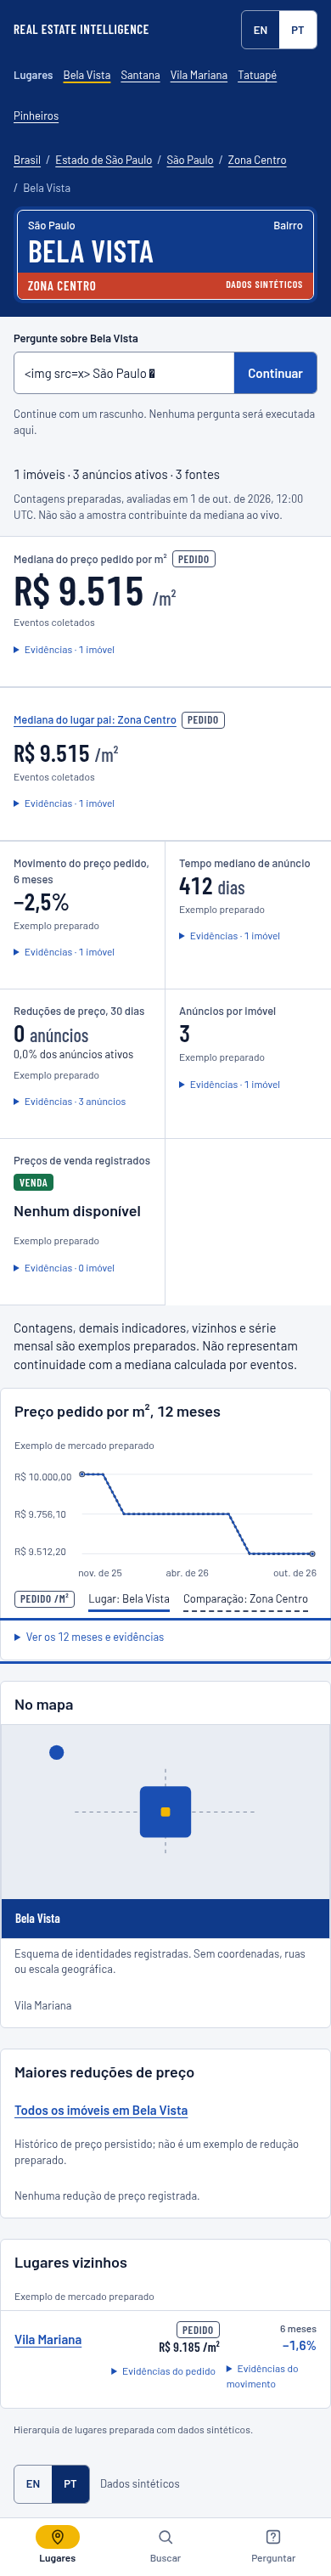 REAL ESTATE INTELLIGENCE
EN PT
Lugares Bela Vista Santana Vila Mariana Tatuapé
Pinheiros
Brasil / Estado de São Paulo / São Paulo / Zona Centro
/ Bela Vista
São Paulo Bairro
BELA VISTA
ZONA CENTRO DADOS SINTÉTICOS
Pergunte sobre Bela Vista
<img src=x> São Paulo
Continuar
Continue com um rascunho. Nenhuma pergunta será executada
aqui.
1 imóveis · 3 anúncios ativos · 3 fontes
Contagens preparadas, avaliadas em 1 de out. de 2026, 12:00
UTC. Não são a amostra contribuinte da mediana ao vivo.
Mediana do preço pedido por m² PEDIDO
R$ 9.515 /m²
Eventos coletados
Evidências · 1 imóvel
Mediana do lugar pai: Zona Centro PEDIDO
R$ 9.515 /m²
Eventos coletados
Evidências · 1 imóvel
Movimento do preço pedido,
6 meses
−2,5%
Exemplo preparado
Evidências · 1 imóvel
Tempo mediano de anúncio
412 dias
Exemplo preparado
Evidências · 1 imóvel
Reduções de preço, 30 dias
0 anúncios
0,0% dos anúncios ativos
Exemplo preparado
Evidências · 3 anúncios
Anúncios por imóvel
3
Exemplo preparado
Evidências · 1 imóvel
Preços de venda registrados
VENDA
Nenhum disponível
Exemplo preparado
Evidências · 0 imóvel
Contagens, demais indicadores, vizinhos e série
mensal são exemplos preparados. Não representam
continuidade com a mediana calculada por eventos.
Preço pedido por m², 12 meses
Exemplo de mercado preparado
R$ 10.000,00
R$ 9.756,10
R$ 9.512,20
nov. de 25 abr. de 26 out. de 26
PEDIDO /M² Lugar: Bela Vista Comparação: Zona Centro
Ver os 12 meses e evidências
No mapa
Bela Vista
Esquema de identidades registradas. Sem coordenadas, ruas
ou escala geográfica.
Vila Mariana
Maiores reduções de preço
Todos os imóveis em Bela Vista
Histórico de preço persistido; não é um exemplo de redução
preparado.
Nenhuma redução de preço registrada.
Lugares vizinhos
Exemplo de mercado preparado
Vila Mariana
PEDIDO
R$ 9.185 /m²
Evidências do pedido
6 meses
−1,6%
Evidências do
movimento
Hierarquia de lugares preparada com dados sintéticos.
EN PT Dados sintéticos
Lugares Buscar Perguntar